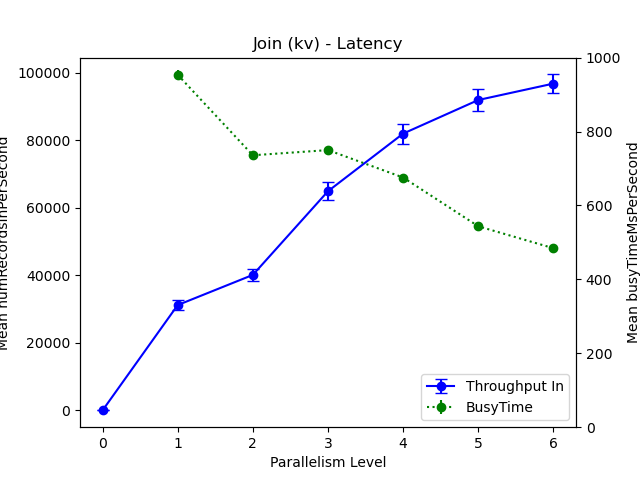 Join (kv) - Latency
Mean numRecordsInPerSecond
100000
80000
60000
40000
20000
0
1000
800
600
400
200
0
Mean busyTimeMsPerSecond
Throughput In
BusyTime
0 1 2 3 4 5 6
Parallelism Level